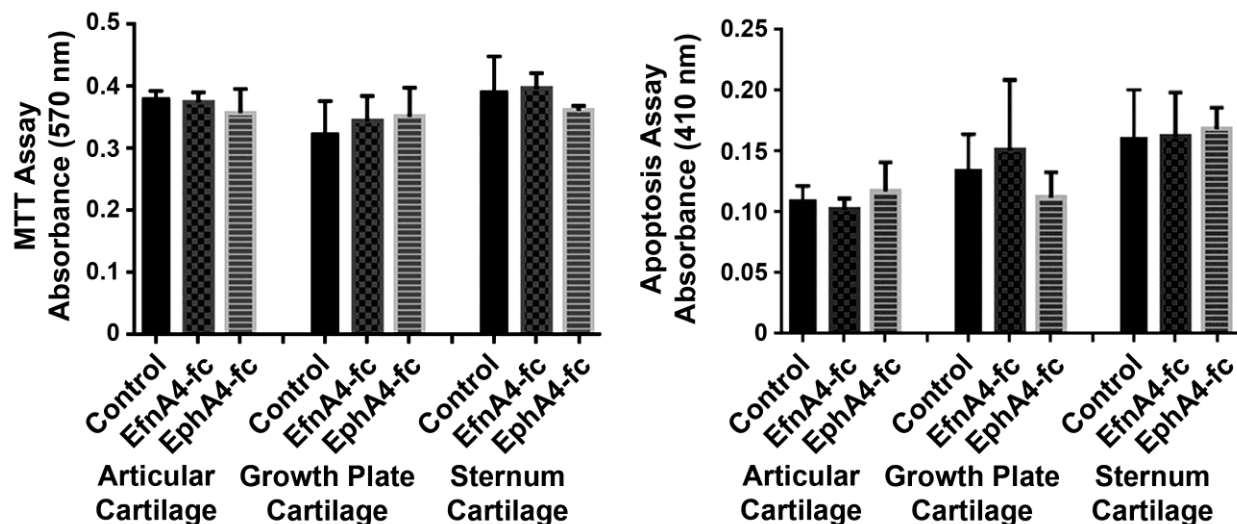 MTT Assay
Absorbance (570 nm)
0.5
0.4
0.3
0.2
0.1
0
Control
EfnA4-fc
EphA4-fc
Control
EfnA4-fc
EphA4-fc
Control
EfnA4-fc
EphA4-fc
Articular
Cartilage
Growth Plate
Cartilage
Sternum
Cartilage
Apoptosis Assay
Absorbance (410 nm)
0.25
0.20
0.15
0.10
0.05
0
Control
EfnA4-fc
EphA4-fc
Control
EfnA4-fc
EphA4-fc
Control
EfnA4-fc
EphA4-fc
Articular
Cartilage
Growth Plate
Cartilage
Sternum
Cartilage